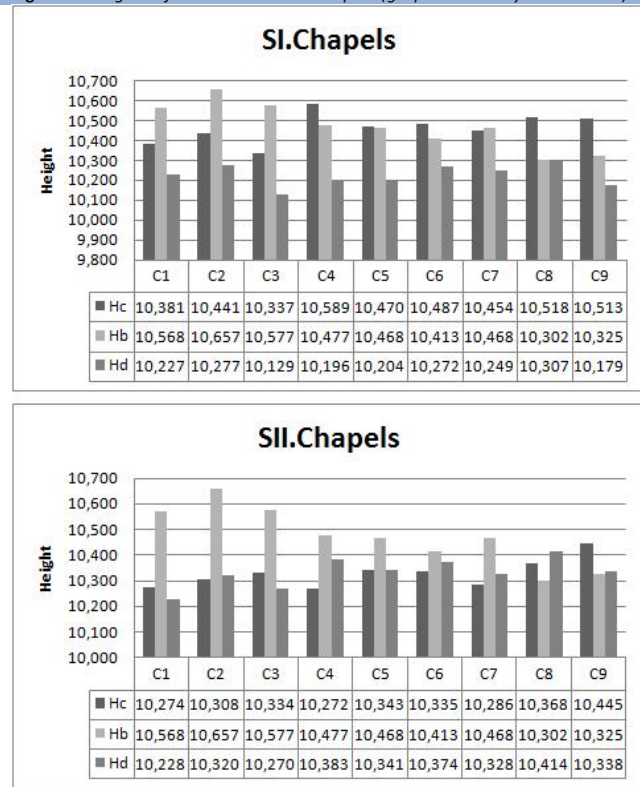 SI.Chapels
Height
10,700
10,600
10,500
10,400
10,300
10,200
10,100
10,000
9,900
9,800
C1 C2 C3 C4 C5 C6 C7 C8 C9
Hc 10,381 10,441 10,337 10,589 10,470 10,487 10,454 10,518 10,513
Hb 10,568 10,657 10,577 10,477 10,468 10,413 10,468 10,302 10,325
Hd 10,227 10,277 10,129 10,196 10,204 10,272 10,249 10,307 10,179
SII.Chapels
Height
10,700
10,600
10,500
10,400
10,300
10,200
10,100
10,000
C1 C2 C3 C4 C5 C6 C7 C8 C9
Hc 10,274 10,308 10,334 10,272 10,343 10,335 10,286 10,368 10,445
Hb 10,568 10,657 10,577 10,477 10,468 10,413 10,468 10,302 10,325
Hd 10,228 10,320 10,270 10,383 10,341 10,374 10,328 10,414 10,338